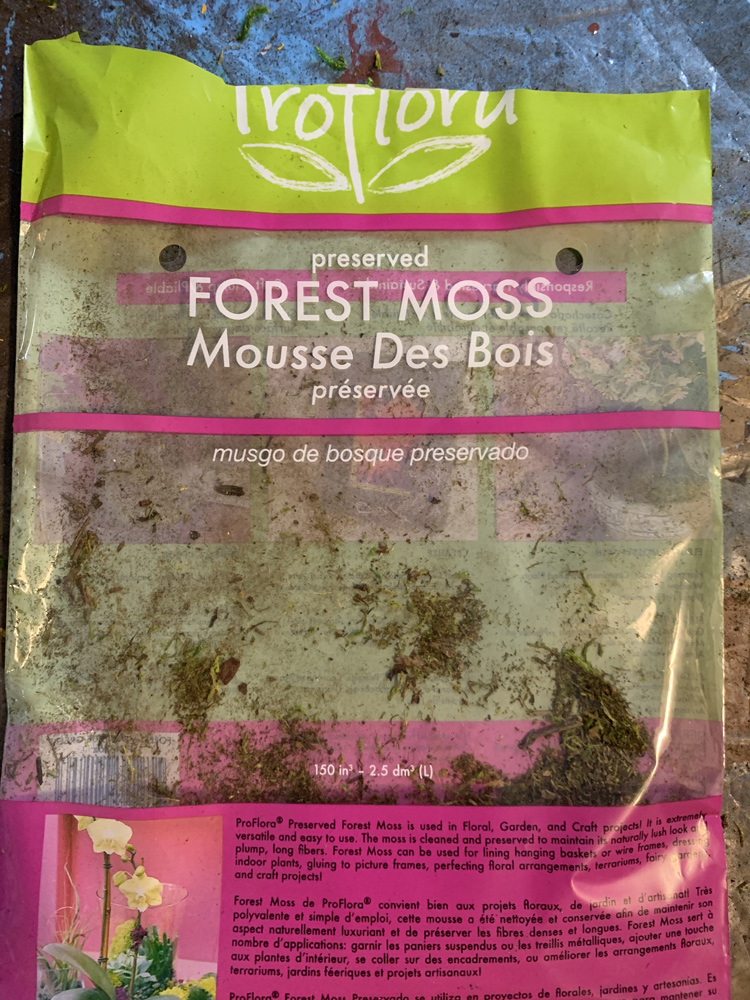 ProFlora
preserved
FOREST MOSS
Mousse Des Bois
préservée
musgo de bosque preservado
150 in³ - 2.5 dm³ (L)
ProFlora® Preserved Forest Moss is used in Floral, Garden, and Craft projects! It is extremely
versatile and easy to use. The moss is cleaned and preserved to maintain its naturally lush look
plump, long fibers. Forest Moss can be used for lining hanging baskets or wire frames, dressing
indoor plants, gluing to picture frames, perfecting floral arrangements, terrariums, fairy gardens,
and craft projects!
Forest Moss de ProFlora® convient bien aux projets floraux, de jardin et d'artisanat! Très
polyvalente et simple d'emploi, cette mousse a été nettoyée et conservée afin de maintenir son
aspect naturellement luxuriant et de préserver les fibres denses et longues. Forest Moss sert à
nombre d'applications: garnir les paniers suspendus ou les treillis métalliques, ajouter une touche
aux plantes d'intérieur, se coller sur des encadrements, ou améliorer les arrangements floraux,
terrariums, jardins féeriques et projets artisanaux!
ProFlora® Forest Moss Preservado se utiliza en proyectos de florales, jardines y artesanías. Es
para mantener su